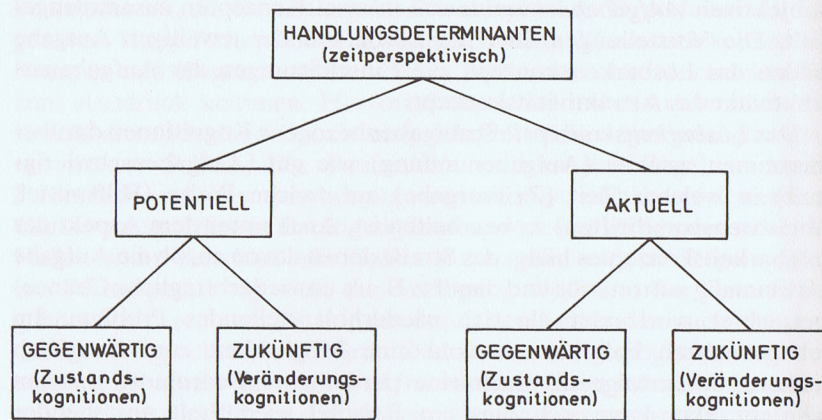 HANDLUNGSDETERMINANTEN
(zeitperspektivisch)
POTENTIELL
AKTUELL
GEGENWÄRTIG
(Zustands-
kognitionen)
ZUKÜNFTIG
(Veränderungs-
kognitionen)
GEGENWÄRTIG
(Zustands-
kognitionen)
ZUKÜNFTIG
(Veränderungs-
kognitionen)